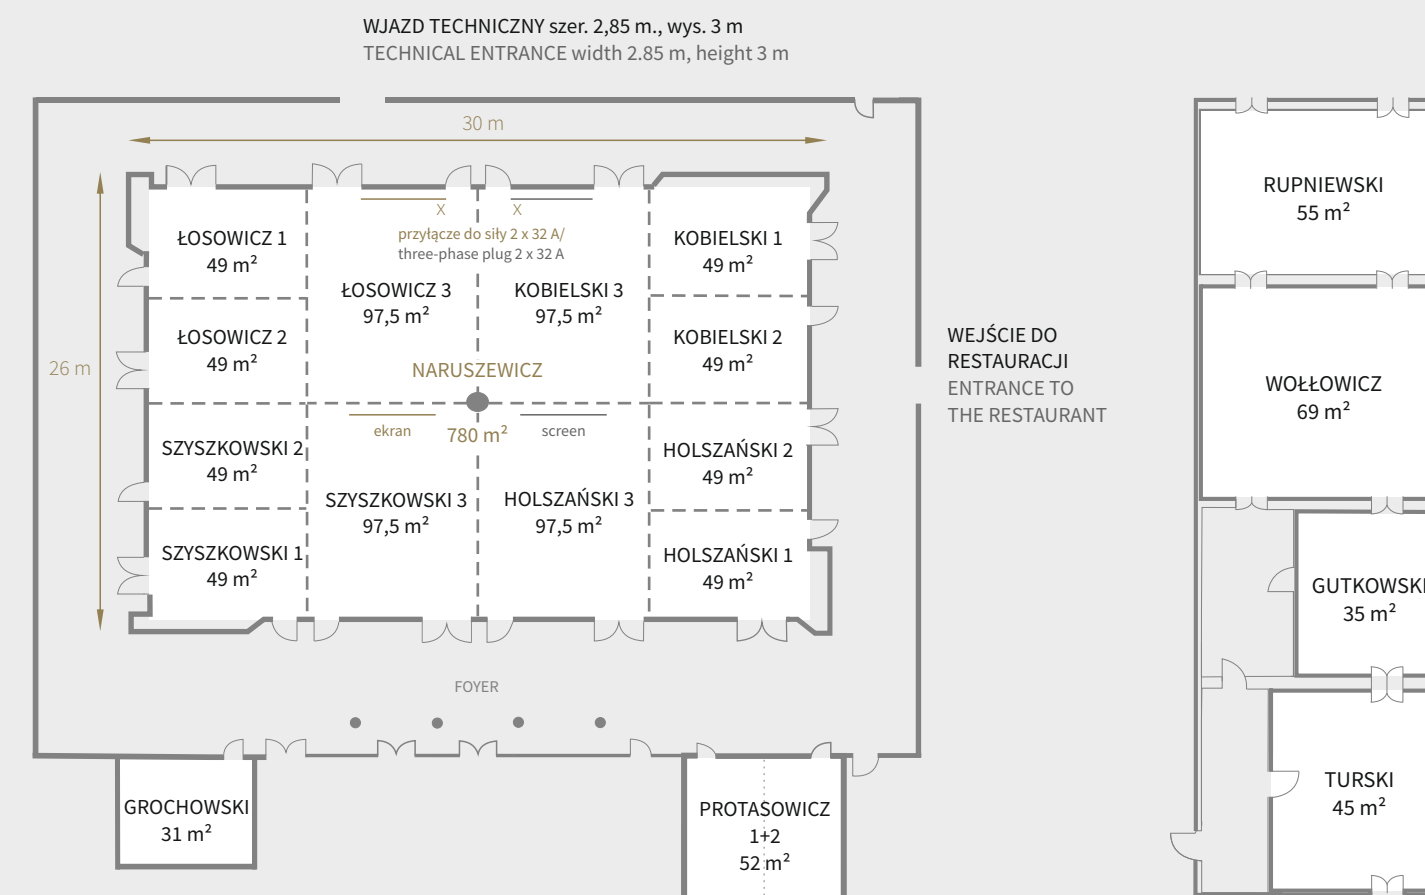 WJAZD TECHNICZNY szer. 2,85 m., wys. 3 m
TECHNICAL ENTRANCE width 2.85 m, height 3 m
30 m
26 m
X
X
przyłącze do siły 2 x 32 A/
three-phase plug 2 x 32 A
ŁOSOWICZ 1
49 m²
ŁOSOWICZ 3
97,5 m²
KOBIELSKI 3
97,5 m²
KOBIELSKI 1
49 m²
ŁOSOWICZ 2
49 m²
KOBIELSKI 2
49 m²
NARUSZEWICZ
780 m²
ekran
screen
SZYSZKOWSKI 2
49 m²
SZYSZKOWSKI 3
97,5 m²
HOLSZAŃSKI 3
97,5 m²
HOLSZAŃSKI 2
49 m²
SZYSZKOWSKI 1
49 m²
HOLSZAŃSKI 1
49 m²
FOYER
GROCHOWSKI
31 m²
PROTASOWICZ
1+2
52 m²
WEJŚCIE DO
RESTAURACJI
ENTRANCE TO
THE RESTAURANT
RUPNIEWSKI
55 m²
WOŁŁOWICZ
69 m²
GUTKOWSKI
35 m²
TURSKI
45 m²